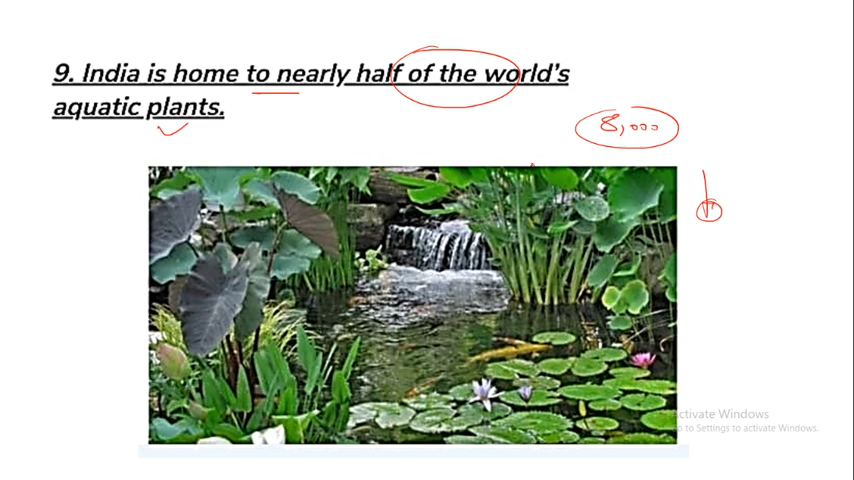 9. India is home to nearly half of the world's
aquatic plants.
8,000
Activate Windows
o to Settings to activate Windows.